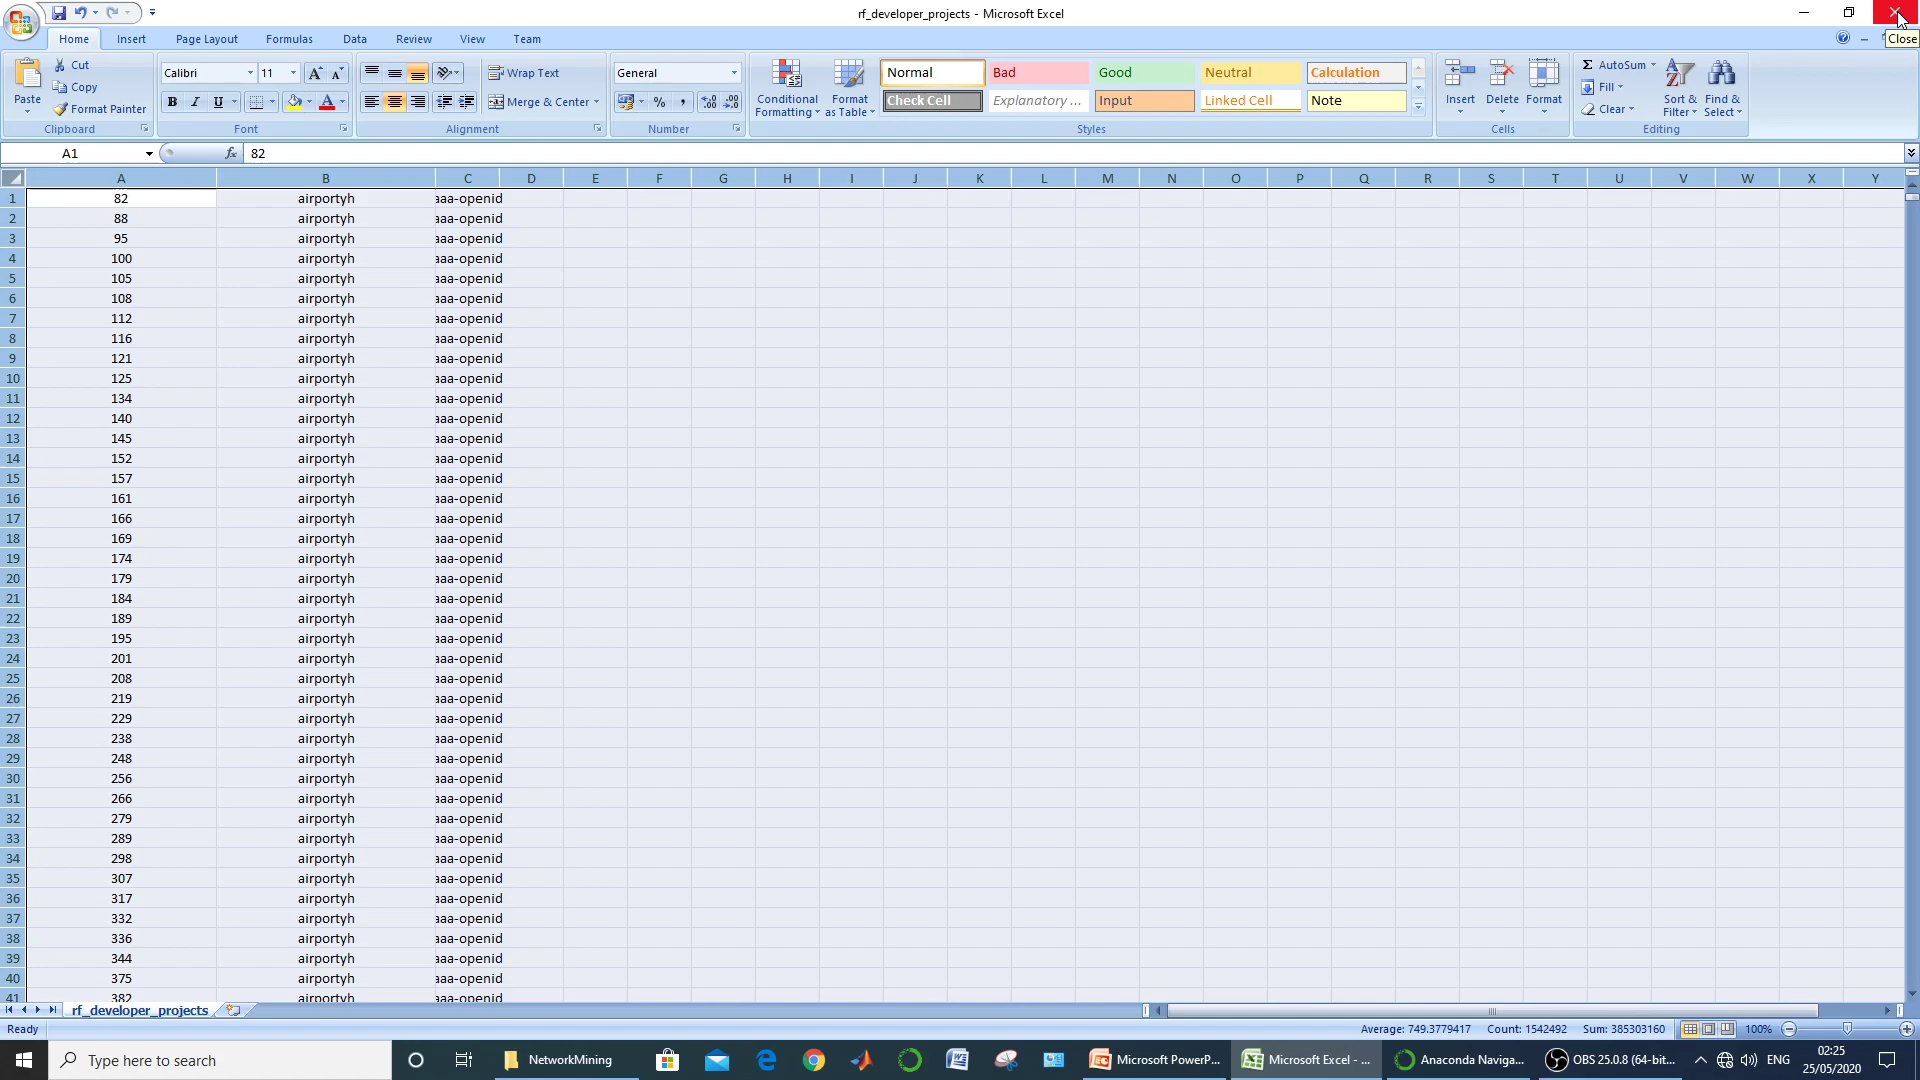 rf_developer_projects - Microsoft Excel
Close
Home Insert Page Layout Formulas Data Review View Team
Paste Cut Copy Format Painter
Clipboard
Calibri 11 A A
B I U A
Font
Wrap Text
Merge & Center
Alignment
General
%
Number
Conditional Formatting Format as Table
Normal Bad Good Neutral Calculation
Check Cell Explanatory ... Input Linked Cell Note
Styles
Insert Delete Format
Cells
Σ AutoSum
Fill
Clear
Sort & Filter Find & Select
Editing
A1 fx 82
A B C D E F G H I J K L M N O P Q R S T U V W X Y
1 82 airportyh aaa-openid
2 88 airportyh aaa-openid
3 95 airportyh aaa-openid
4 100 airportyh aaa-openid
5 105 airportyh aaa-openid
6 108 airportyh aaa-openid
7 112 airportyh aaa-openid
8 116 airportyh aaa-openid
9 121 airportyh aaa-openid
10 125 airportyh aaa-openid
11 134 airportyh aaa-openid
12 140 airportyh aaa-openid
13 145 airportyh aaa-openid
14 152 airportyh aaa-openid
15 157 airportyh aaa-openid
16 161 airportyh aaa-openid
17 166 airportyh aaa-openid
18 169 airportyh aaa-openid
19 174 airportyh aaa-openid
20 179 airportyh aaa-openid
21 184 airportyh aaa-openid
22 189 airportyh aaa-openid
23 195 airportyh aaa-openid
24 201 airportyh aaa-openid
25 208 airportyh aaa-openid
26 219 airportyh aaa-openid
27 229 airportyh aaa-openid
28 238 airportyh aaa-openid
29 248 airportyh aaa-openid
30 256 airportyh aaa-openid
31 266 airportyh aaa-openid
32 279 airportyh aaa-openid
33 289 airportyh aaa-openid
34 298 airportyh aaa-openid
35 307 airportyh aaa-openid
36 317 airportyh aaa-openid
37 332 airportyh aaa-openid
38 336 airportyh aaa-openid
39 344 airportyh aaa-openid
40 375 airportyh aaa-openid
41 382 airportyh aaa-openid
rf_developer_projects
Ready Average: 749.3779417 Count: 1542492 Sum: 385303160 100%
Type here to search NetworkMining Microsoft PowerP... Microsoft Excel - ... Anaconda Naviga... OBS 25.0.8 (64-bit... ENG 02:25
25/05/2020